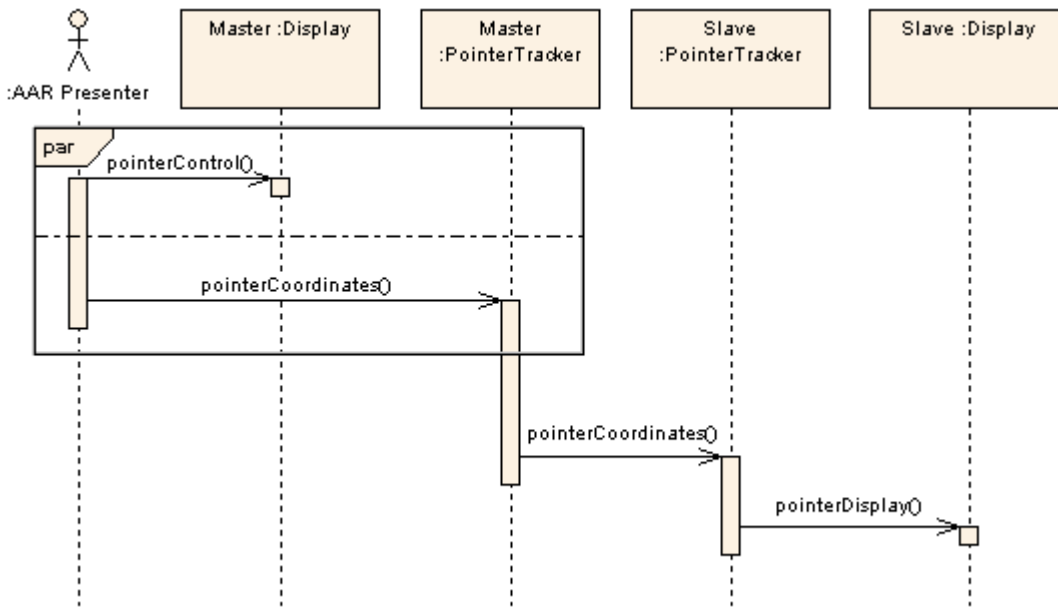 Master :Display
Master
:PointerTracker
Slave
:PointerTracker
Slave :Display
:AAR Presenter
par
pointerControl()
pointerCoordinates()
pointerCoordinates()
pointerDisplay()